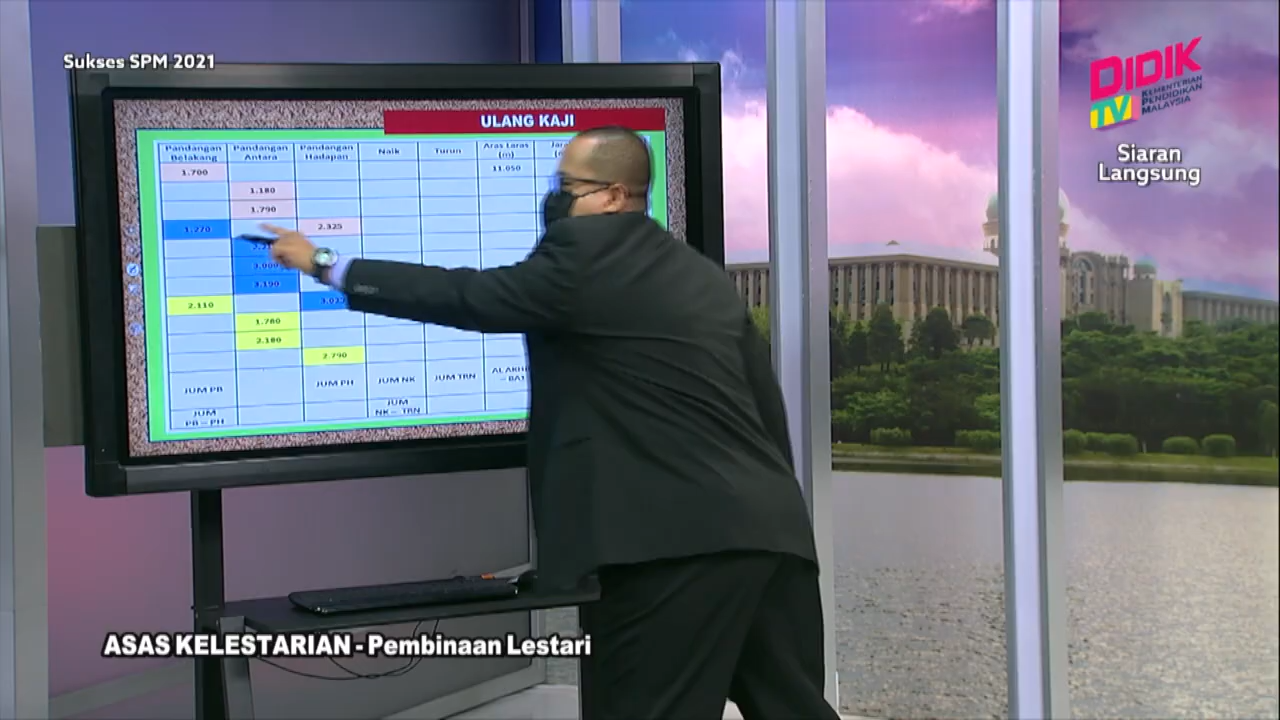 Sukses SPM 2021
DIDIK
TV
KEMENTERIAN
PENDIDIKAN
MALAYSIA
Siaran
Langsung
ULANG KAJI
Pandangan Belakang Pandangan Antara Pandangan Hadapan Naik Turun Aras Laras (m)
1.700 11.050
1.180
1.790
1.270 2.325
3.009
3.190
2.110
1.780
2.180
2.790
JUM PB JUM PH JUM NK JUM TRN
JUM PB – PH JUM NK – TRN
ASAS KELESTARIAN - Pembinaan Lestari